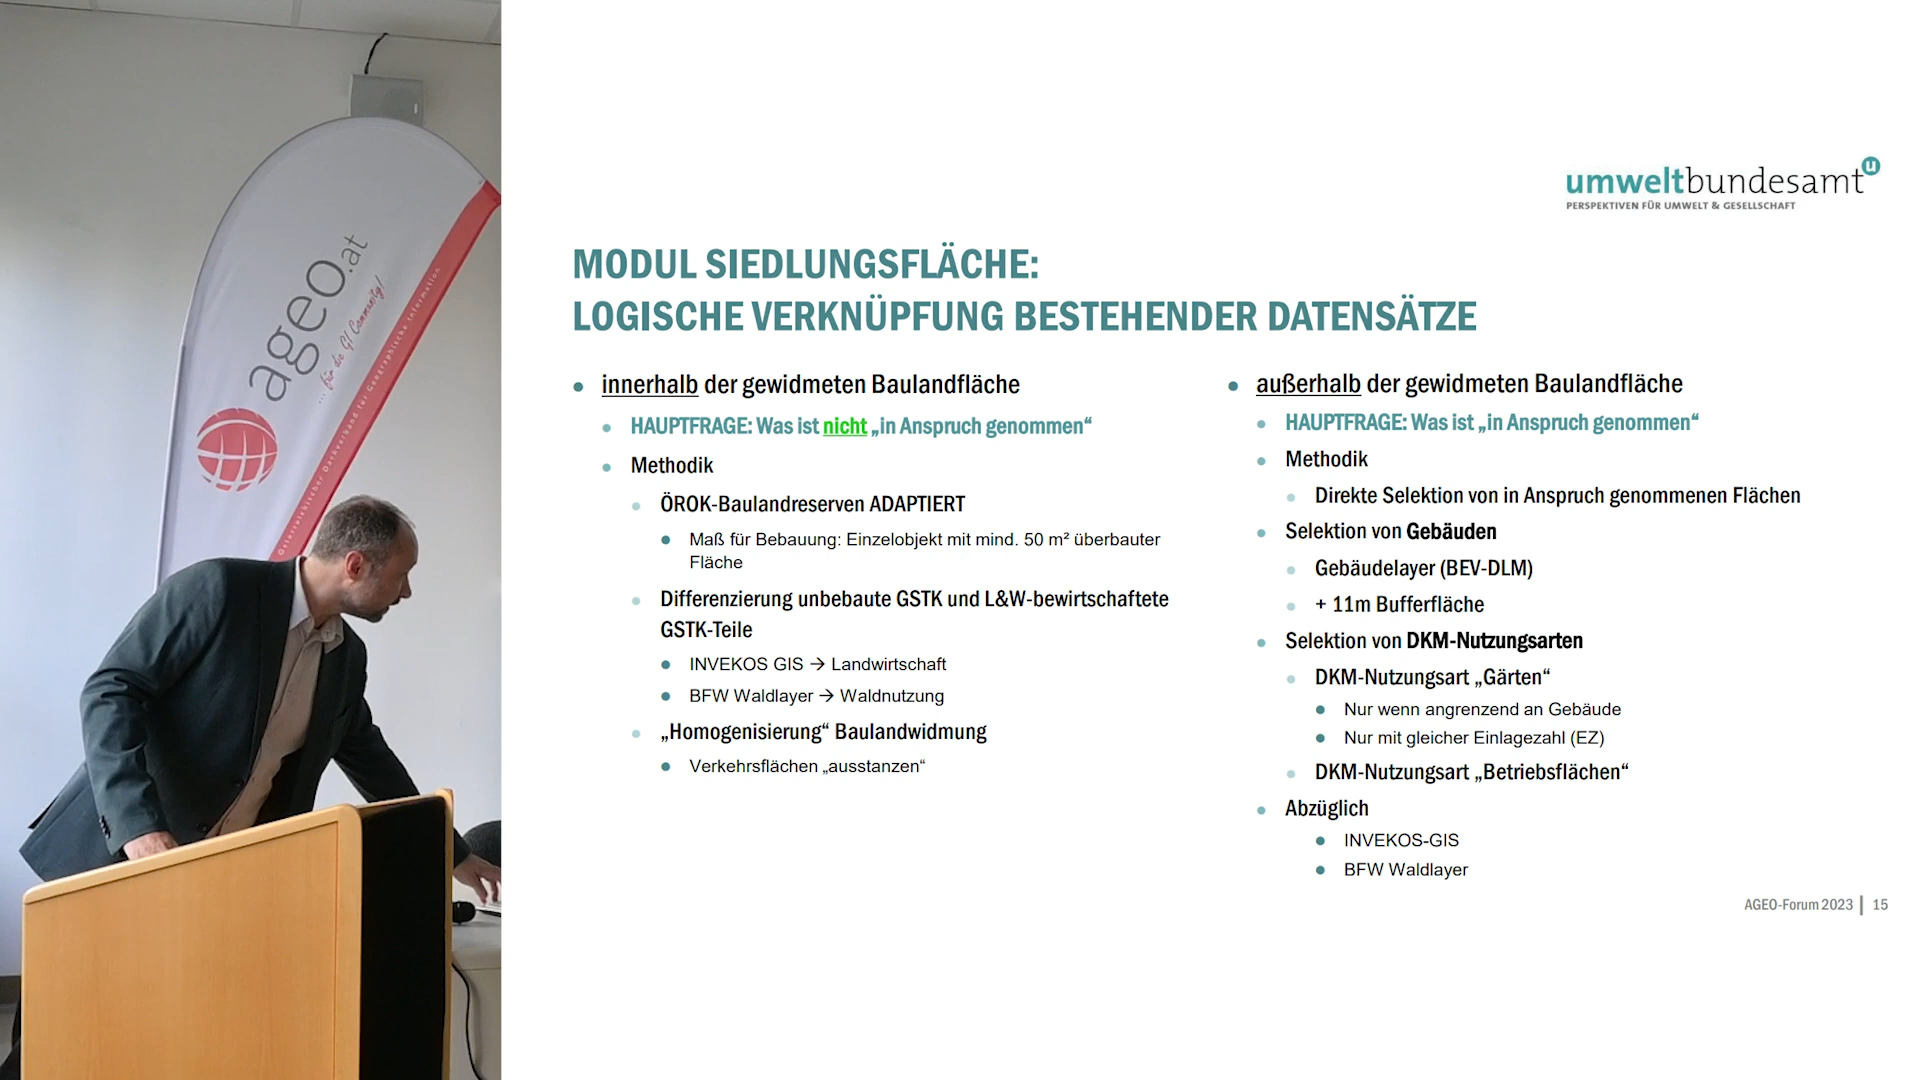 ageo.at
... für die GI Community!
Österreichischer Dachverband für Geographische Information
umweltbundesamt
u
PERSPEKTIVEN FÜR UMWELT & GESELLSCHAFT
MODUL SIEDLUNGSFLÄCHE:
LOGISCHE VERKNÜPFUNG BESTEHENDER DATENSÄTZE
innerhalb der gewidmeten Baulandfläche
HAUPTFRAGE: Was ist nicht „in Anspruch genommen“
Methodik
ÖROK-Baulandreserven ADAPTIERT
Maß für Bebauung: Einzelobjekt mit mind. 50 m² überbauter
Fläche
Differenzierung unbebaute GSTK und L&W-bewirtschaftete
GSTK-Teile
INVEKOS GIS → Landwirtschaft
BFW Waldlayer → Waldnutzung
„Homogenisierung“ Baulandwidmung
Verkehrsflächen „ausstanzen“
außerhalb der gewidmeten Baulandfläche
HAUPTFRAGE: Was ist „in Anspruch genommen“
Methodik
Direkte Selektion von in Anspruch genommenen Flächen
Selektion von Gebäuden
Gebäudelayer (BEV-DLM)
+ 11m Bufferfläche
Selektion von DKM-Nutzungsarten
DKM-Nutzungsart „Gärten“
Nur wenn angrenzend an Gebäude
Nur mit gleicher Einlagezahl (EZ)
DKM-Nutzungsart „Betriebsflächen“
Abzüglich
INVEKOS-GIS
BFW Waldlayer
AGEO-Forum 2023 | 15